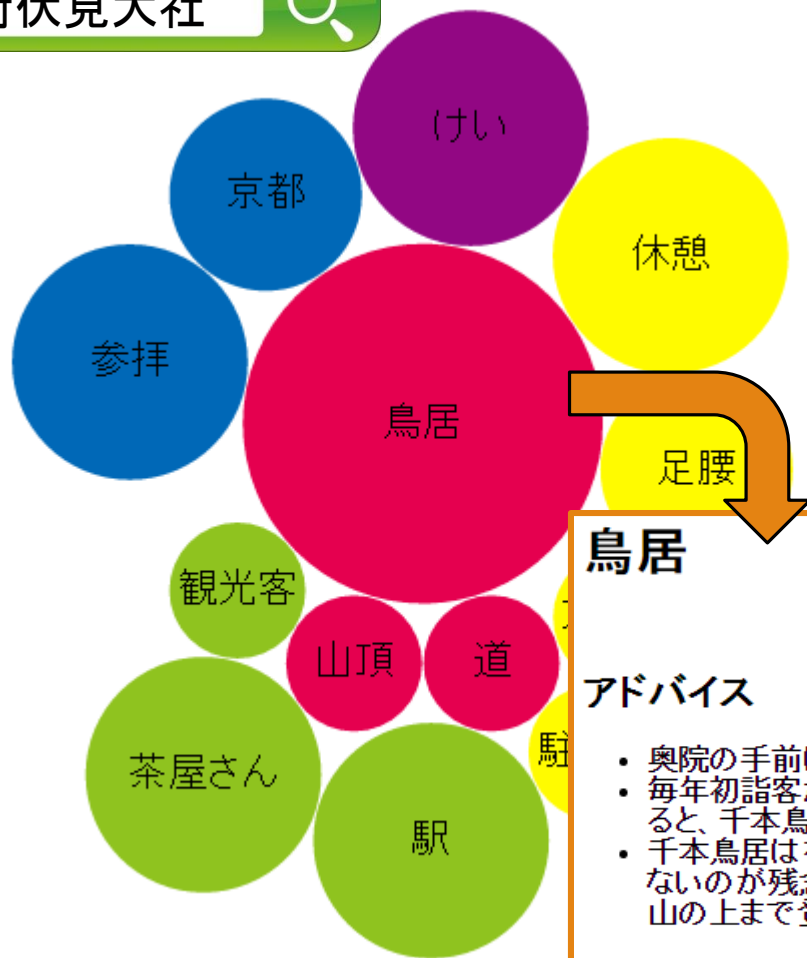 伏見大社
けい
京都
休憩
参拝
鳥居
足腰
観光客
山頂
道
茶屋さん
駅
駐
鳥居
アドバイス
• 奥院の手前
• 毎年初詣客
ると、千本鳥
• 千本鳥居は
ないのが残
山の上まで